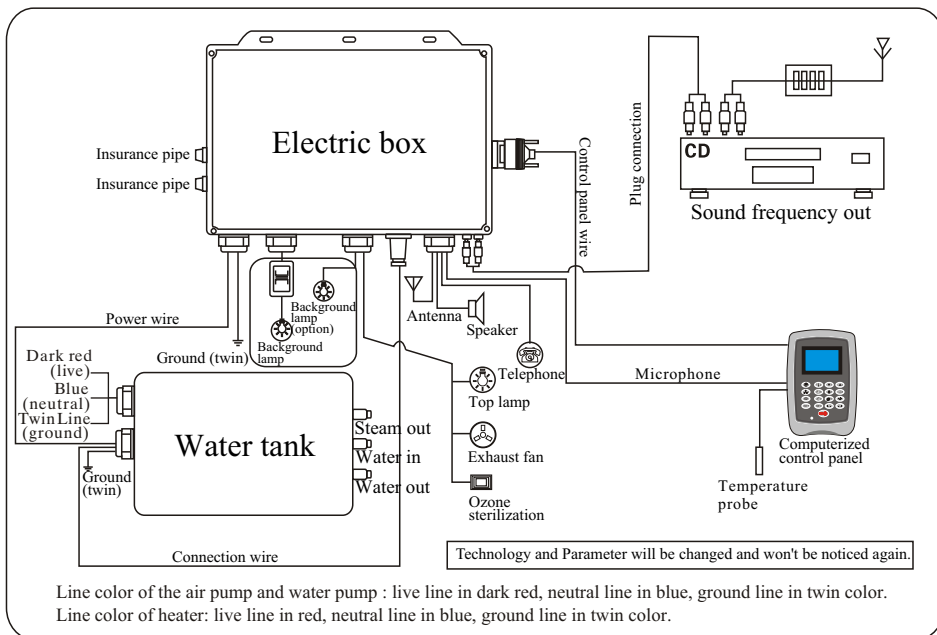 Electric box
Insurance pipe
Insurance pipe
Control panel wire
Plug connection
CD
Sound frequency out
Power wire
Ground (twin)
Background
lamp
(option)
Background
lamp
Antenna
Speaker
Telephone
Microphone
Top lamp
Exhaust fan
Ozone
sterilization
Computerized
control panel
Temperature
probe
Dark red
(live)
Blue
(neutral)
Twin Line
(ground)
Ground
(twin)
Water tank
Steam out
Water in
Water out
Connection wire
Technology and Parameter will be changed and won't be noticed again.
Line color of the air pump and water pump : live line in dark red, neutral line in blue, ground line in twin color.
Line color of heater: live line in red, neutral line in blue, ground line in twin color.